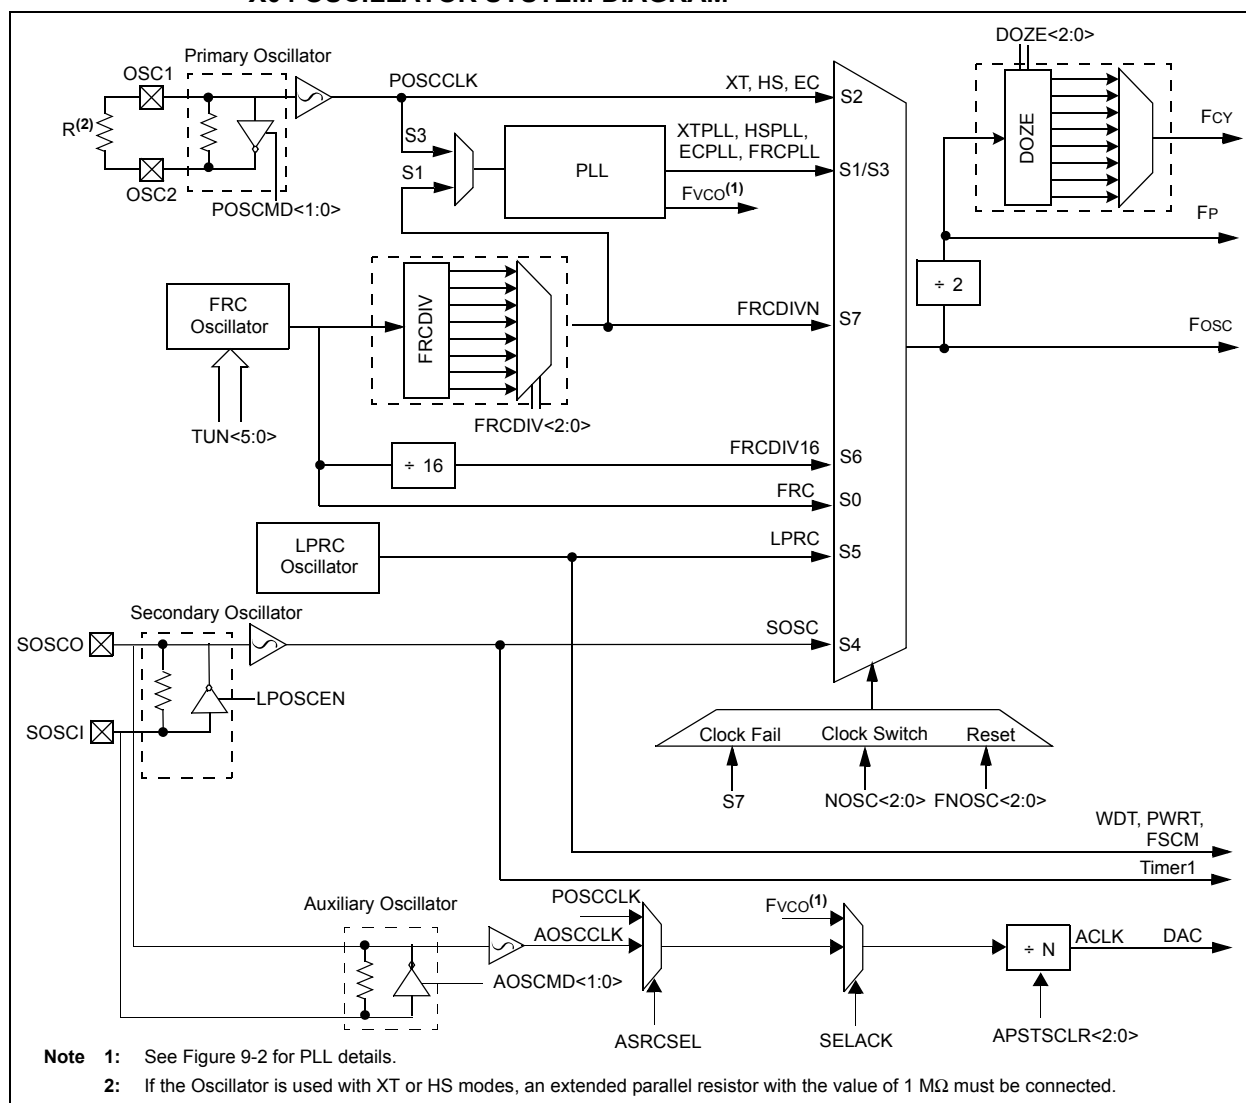 X04 OSCILLATOR SYSTEM DIAGRAM
DOZE<2:0>
Primary Oscillator
OSC1
POSCCLK
XT, HS, EC
S2
R(2)
DOZE
FCY
S3
XTPLL, HSPLL,
ECPLL, FRCPLL
PLL
S1
S1/S3
OSC2
POSCMD<1:0>
FVCO(1)
FP
÷ 2
FRC
Oscillator
FRCDIV
FRCDIVN
S7
FOSC
TUN<5:0>
FRCDIV<2:0>
FRCDIV16
÷ 16
S6
FRC
S0
LPRC
Oscillator
LPRC
S5
Secondary Oscillator
SOSCO
SOSC
S4
LPOSCEN
SOSCI
Clock Fail
Clock Switch
Reset
S7
NOSC<2:0>
FNOSC<2:0>
WDT, PWRT,
FSCM
Timer1
Auxiliary Oscillator
POSCCLK
FVCO(1)
AOSCCLK
÷ N
ACLK
DAC
AOSCMD<1:0>
ASRCSEL
SELACK
APSTSCLR<2:0>
Note 1: See Figure 9-2 for PLL details.
2: If the Oscillator is used with XT or HS modes, an extended parallel resistor with the value of 1 MΩ must be connected.